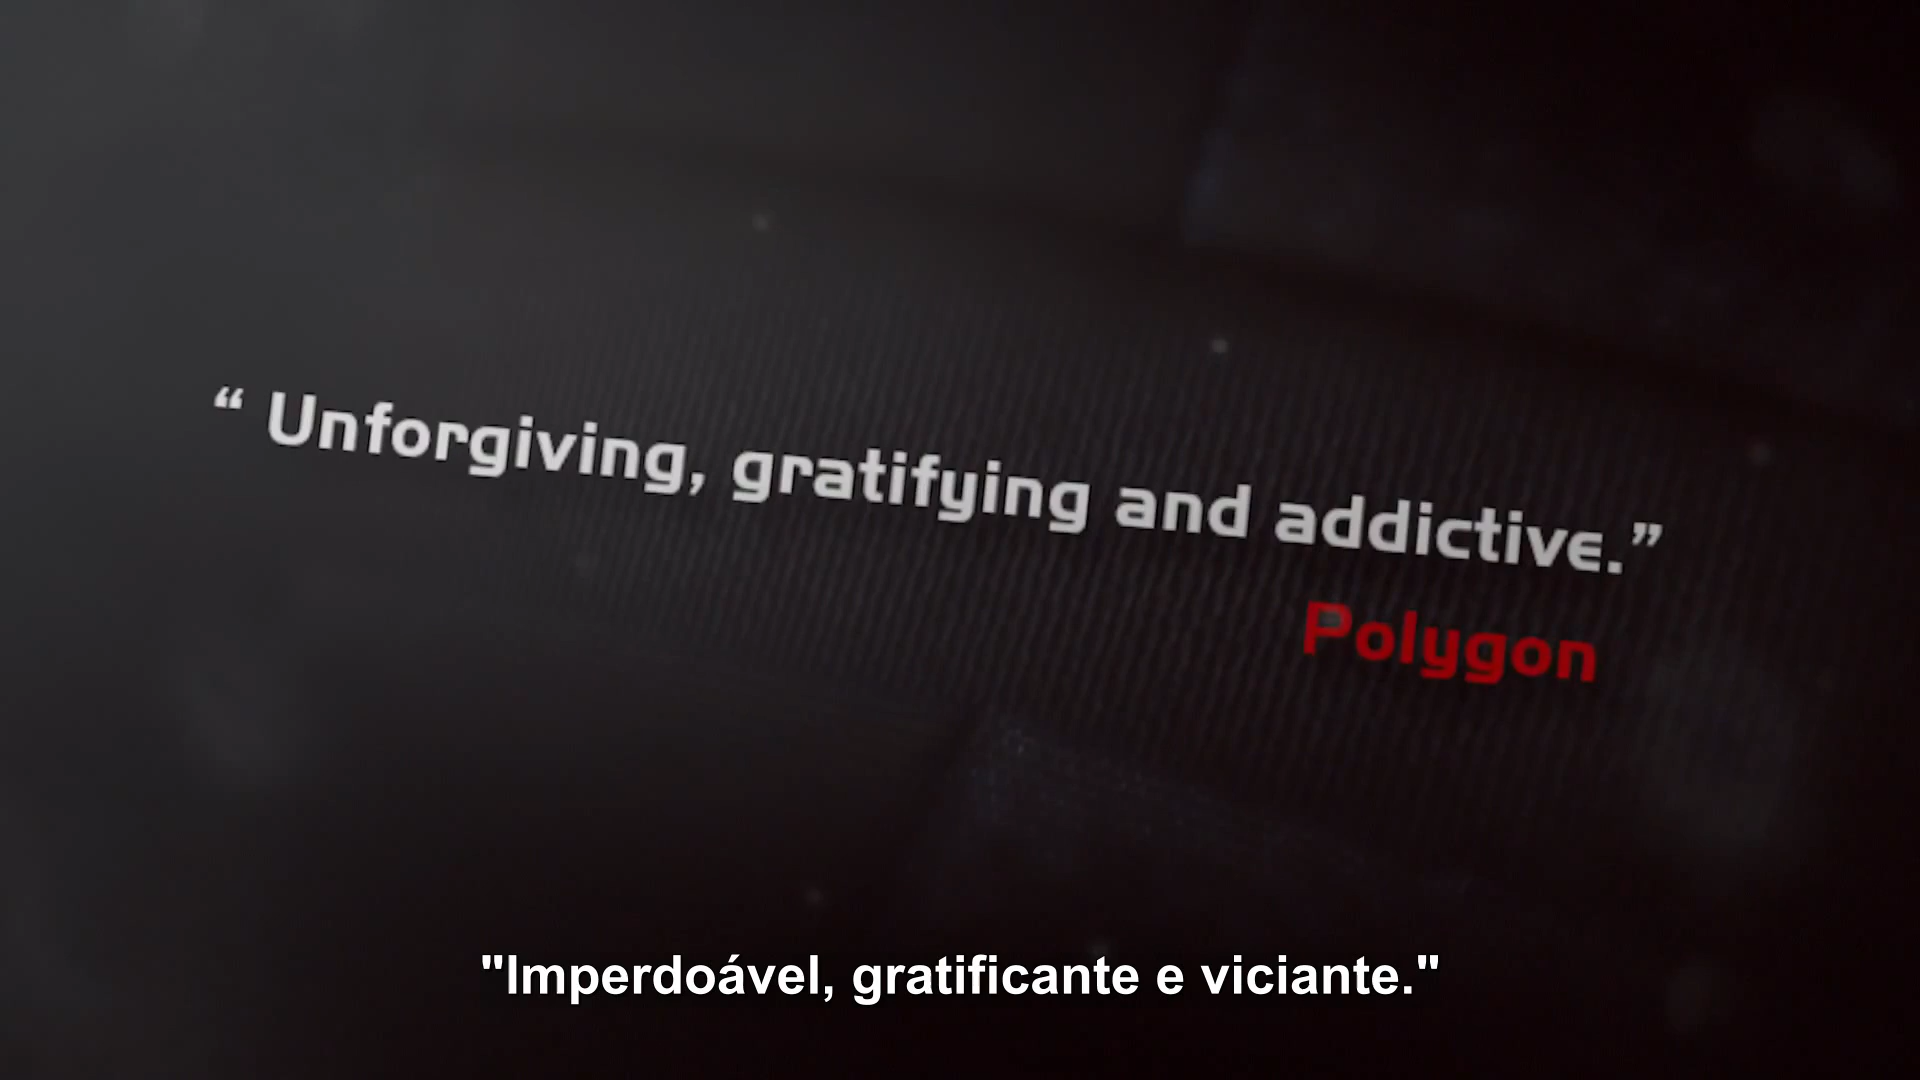 “ Unforgiving, gratifying and addictive.”
Polygon
"Imperdoável, gratificante e viciante."